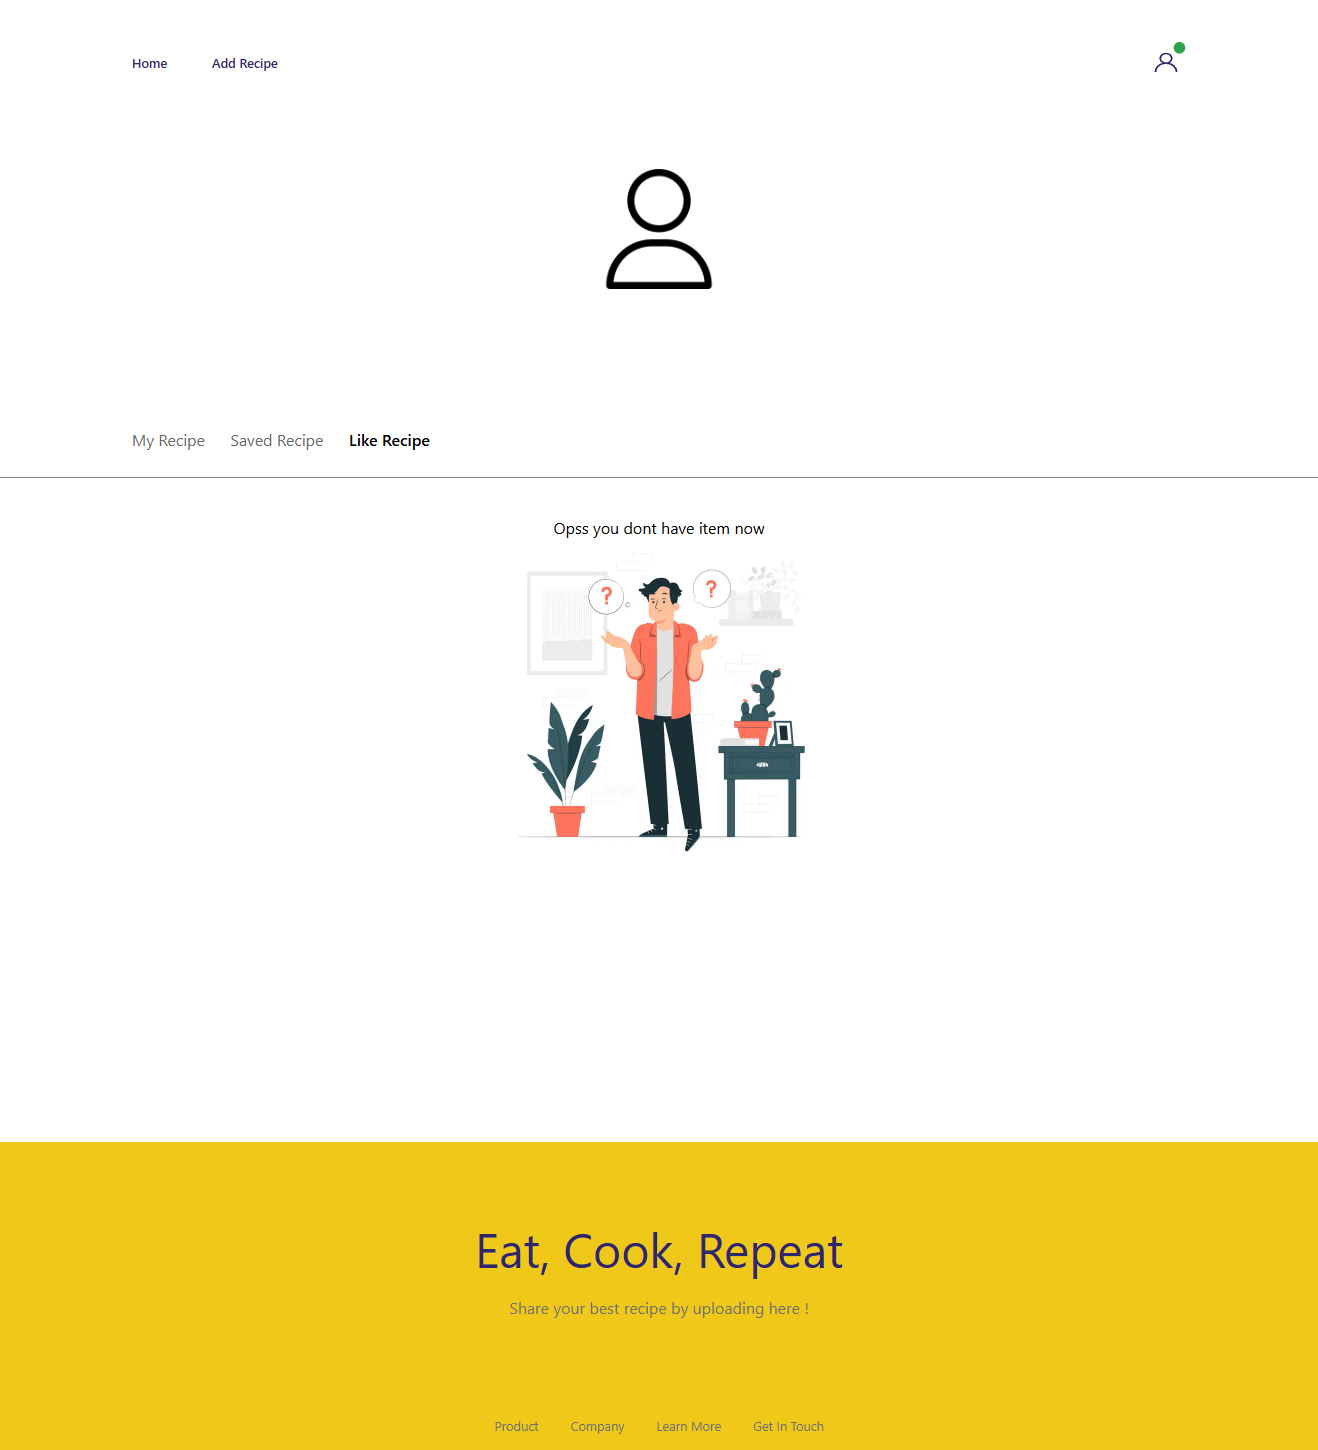 Home Add Recipe
My Recipe Saved Recipe Like Recipe
Opss you dont have item now
? ?
Eat, Cook, Repeat
Share your best recipe by uploading here !
Product Company Learn More Get In Touch